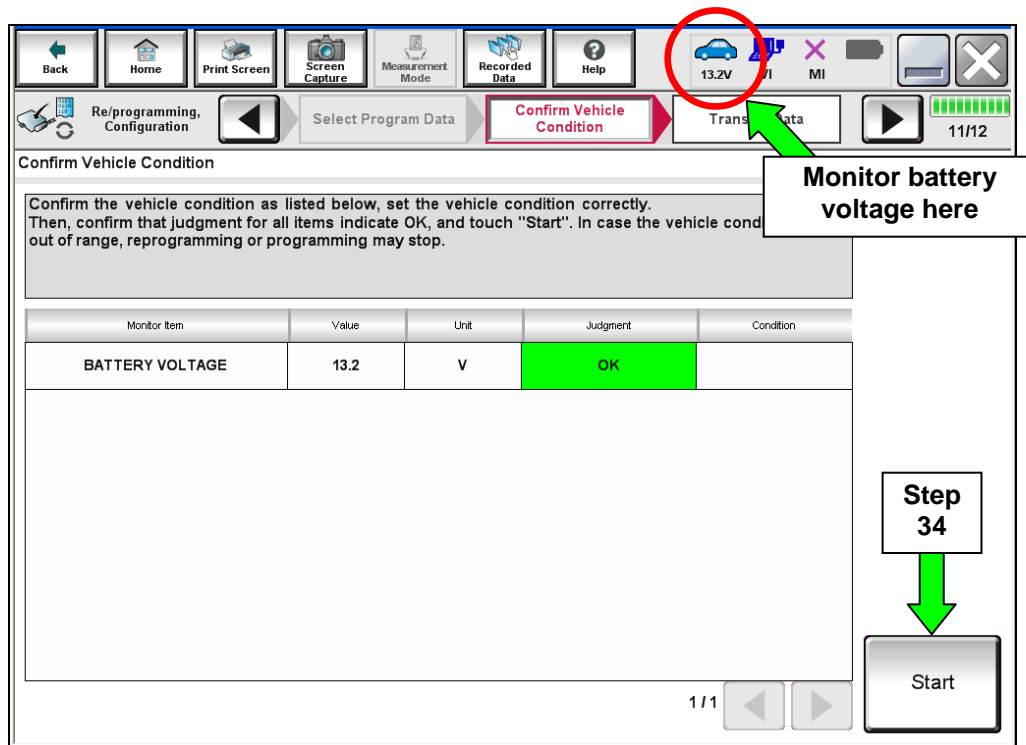 Back
Home
Print Screen
Screen
Capture
Measurement
Mode
Recorded
Data
Help
13.2V
VI
MI
Re/programming,
Configuration
Select Program Data
Confirm Vehicle
Condition
11/12
Confirm Vehicle Condition
Monitor battery
voltage here
Confirm the vehicle condition as listed below, set the vehicle condition correctly.
Then, confirm that judgment for all items indicate OK, and touch "Start". In case the vehicle
out of range, reprogramming or programming may stop.
Monitor Item Value Unit Judgment Condition
BATTERY VOLTAGE 13.2 V OK
Step
34
Start
1/1